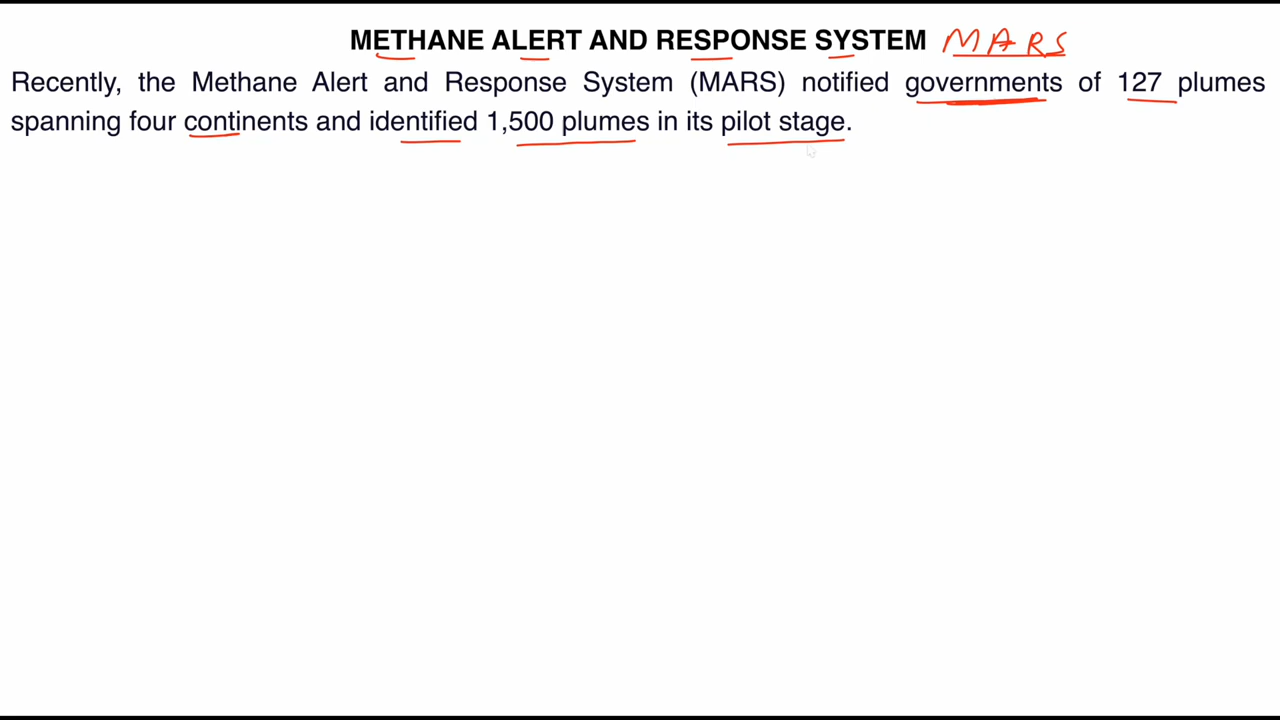 METHANE ALERT AND RESPONSE SYSTEM MARS
Recently, the Methane Alert and Response System (MARS) notified governments of 127 plumes
spanning four continents and identified 1,500 plumes in its pilot stage.